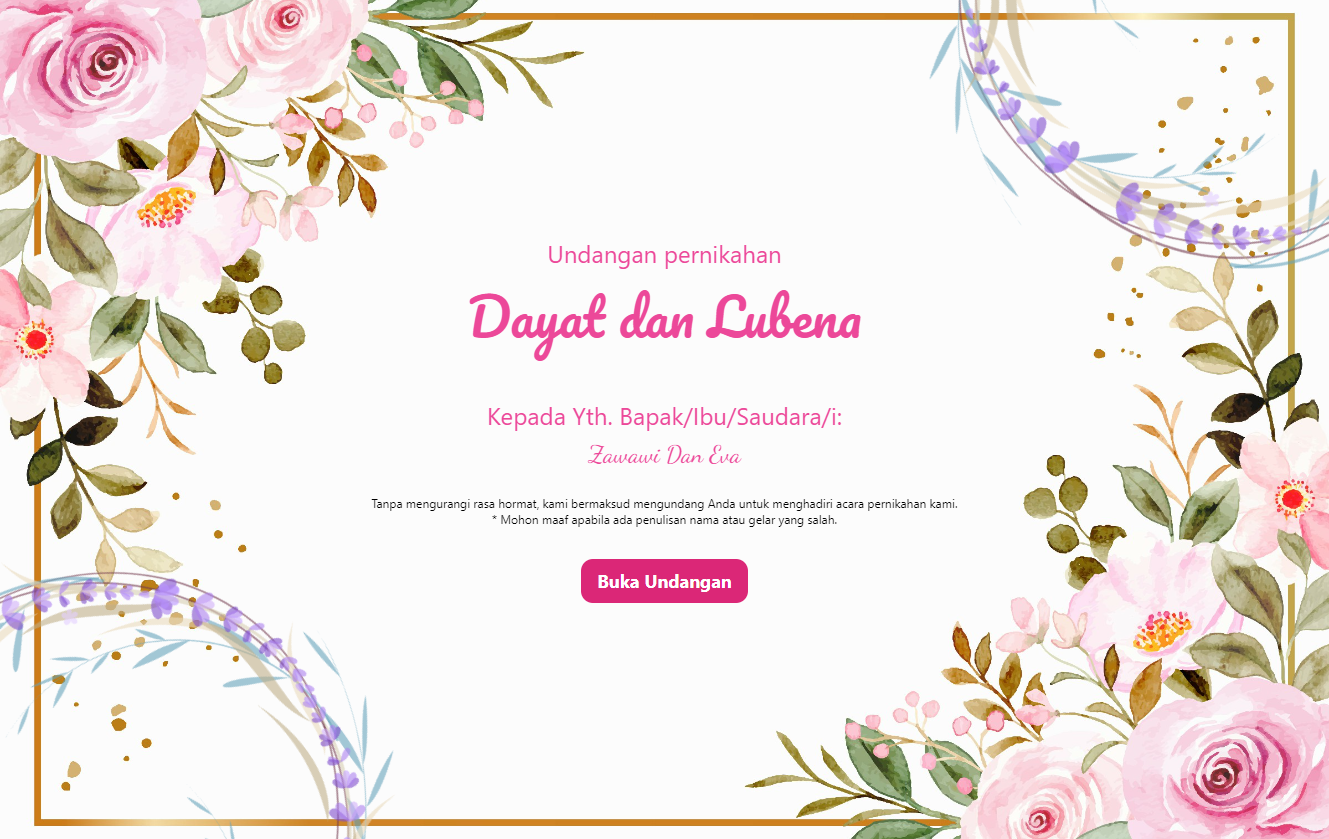 Undangan pernikahan
Dayat dan Lubena
Kepada Yth. Bapak/Ibu/Saudara/i:
Zawawi Dan Eva
Tanpa mengurangi rasa hormat, kami bermaksud mengundang Anda untuk menghadiri acara pernikahan kami.
* Mohon maaf apabila ada penulisan nama atau gelar yang salah.
Buka Undangan